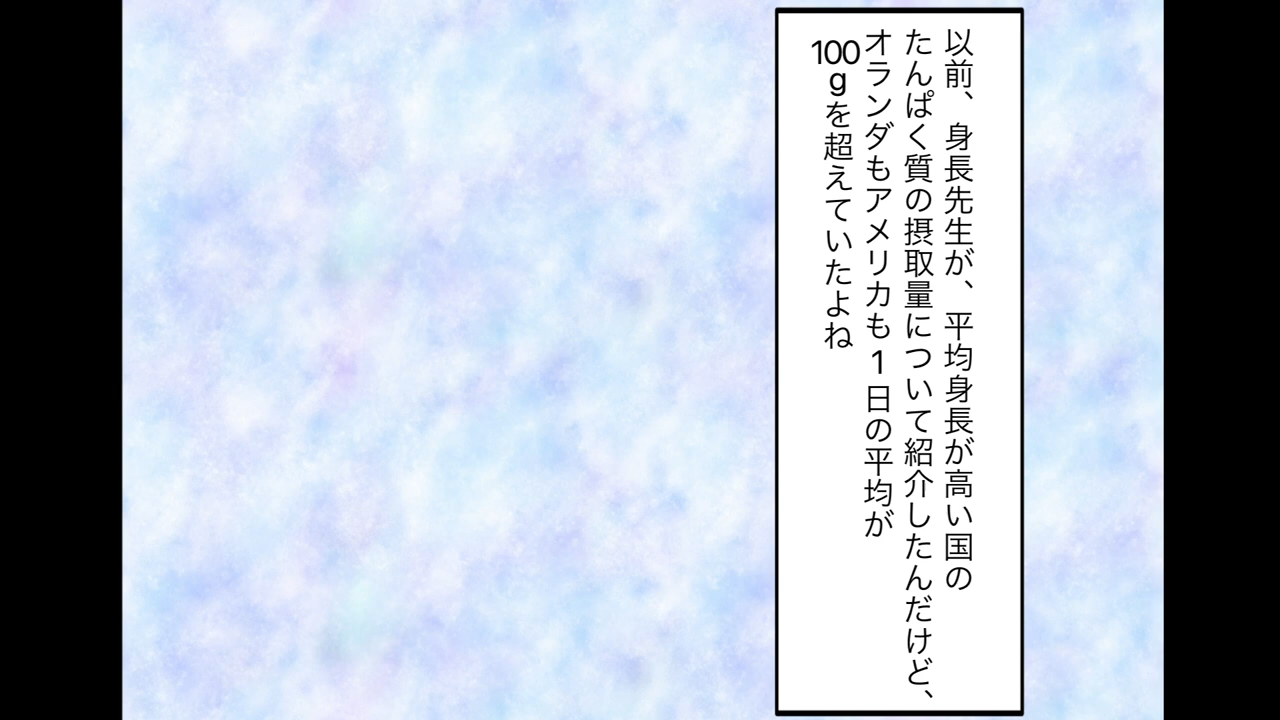 以前、身長先生が、平均身長が高い国の
たんぱく質の摂取量について紹介したんだけど、
オランダもアメリカも1日の平均が
100gを超えていたよね